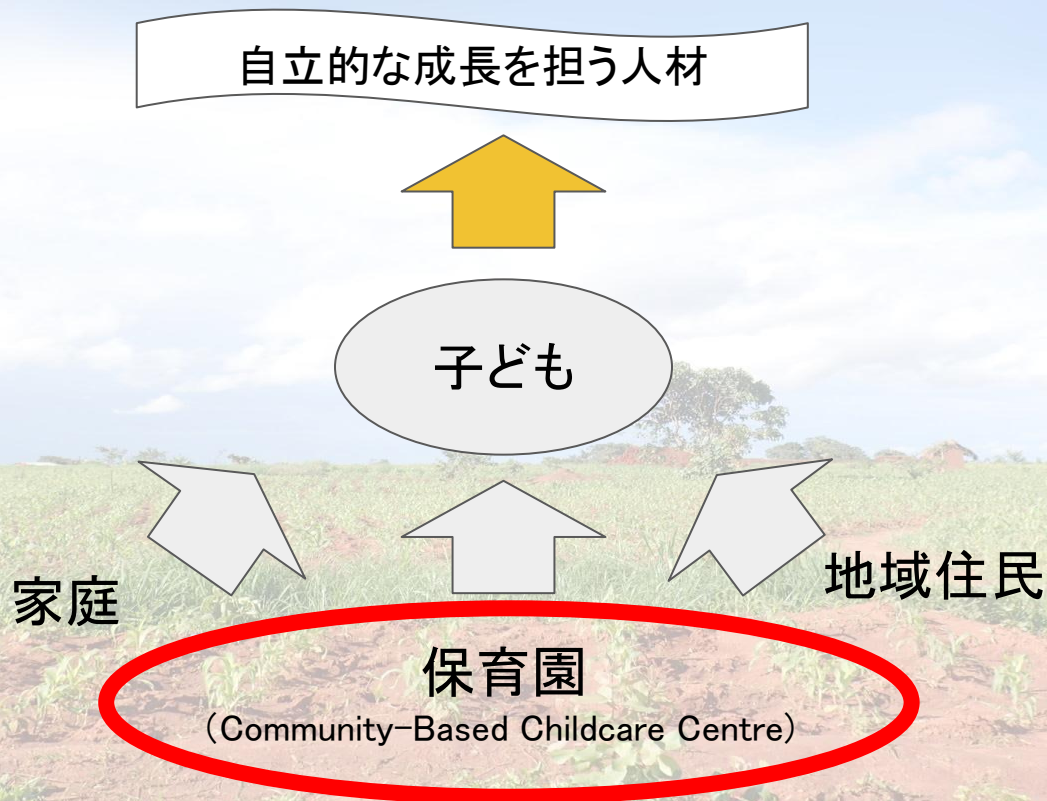 自立的な成長を担う人材
子ども
家庭
地域住民
保育園
（Community-Based Childcare Centre）